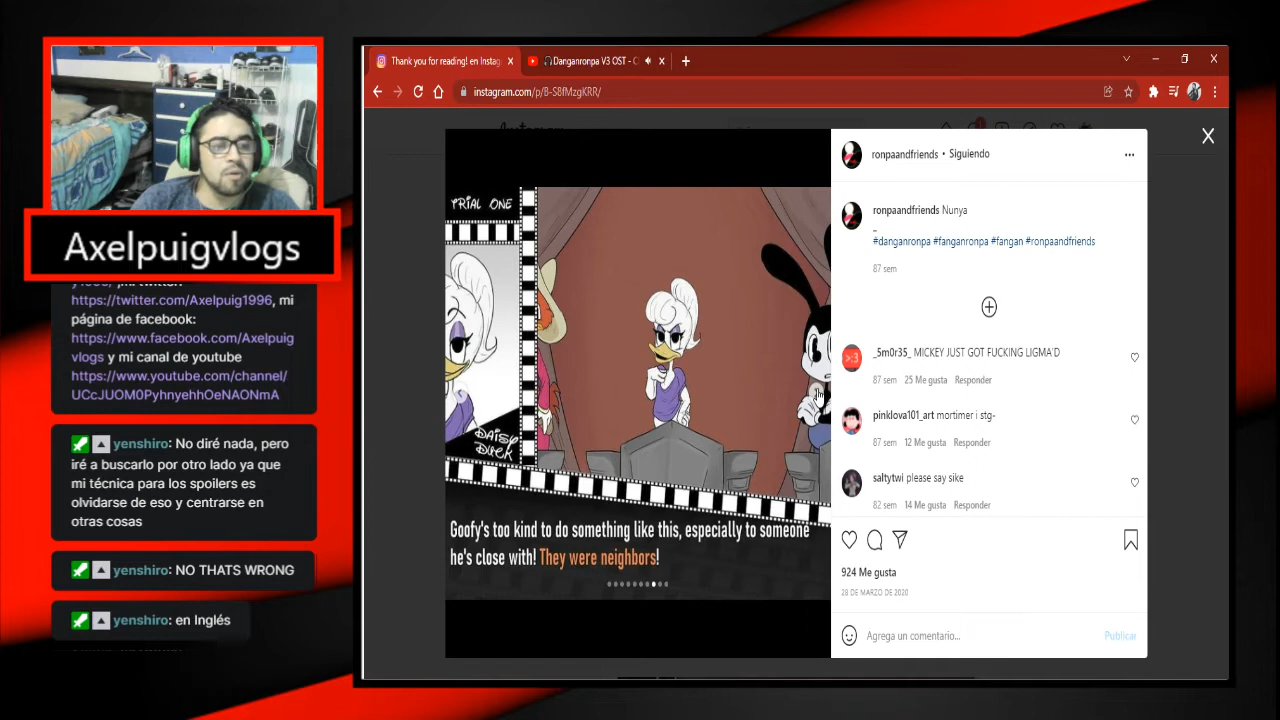 Axelpuigvlogs
https://twitter.com/Axelpuig1996, mi
página de facebook:
https://www.facebook.com/Axelpuig
vlogs y mi canal de youtube
https://www.youtube.com/channel/
UCcJUOM0PyhnyehhOeNAONmA
yenshiro: No diré nada, pero
iré a buscarlo por otro lado ya que
mi técnica para los spoilers es
olvidarse de eso y centrarse en
otras cosas
yenshiro: NO THATS WRONG
yenshiro: en Inglés
Thank you for reading! en Instag
Danganronpa V3 OST - C
instagram.com/p/B-S8fMzgKRR/
TRIAL ONE
DAISY
DUCK
Goofy's too kind to do something like this, especially to someone
he's close with! They were neighbors!
ronpaandfriends • Siguiendo
ronpaandfriends Nunya
-
#danganronpa #fanganronpa #fangan #ronpaandfriends
87 sem
_5m0r35_ MICKEY JUST GOT FUCKING LIGMA'D
87 sem 25 Me gusta Responder
pinklova101_art mortimer i stg-
87 sem 12 Me gusta Responder
saltytwi please say sike
82 sem 14 Me gusta Responder
924 Me gusta
28 DE MARZO DE 2020
Agrega un comentario... Publicar